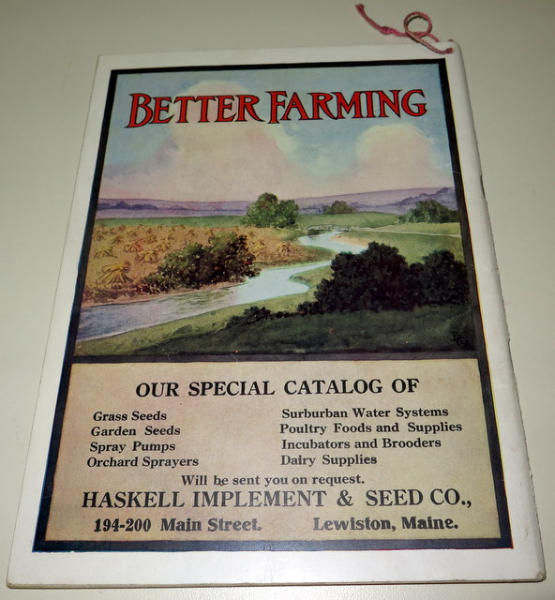 BETTER FARMING
OUR SPECIAL CATALOG OF
Grass Seeds
Garden Seeds
Spray Pumps
Orchard Sprayers
Surburban Water Systems
Poultry Foods and Supplies
Incubators and Brooders
Dairy Supplies
Will be sent you on request.
HASKELL IMPLEMENT & SEED CO.,
194-200 Main Street. Lewiston, Maine.